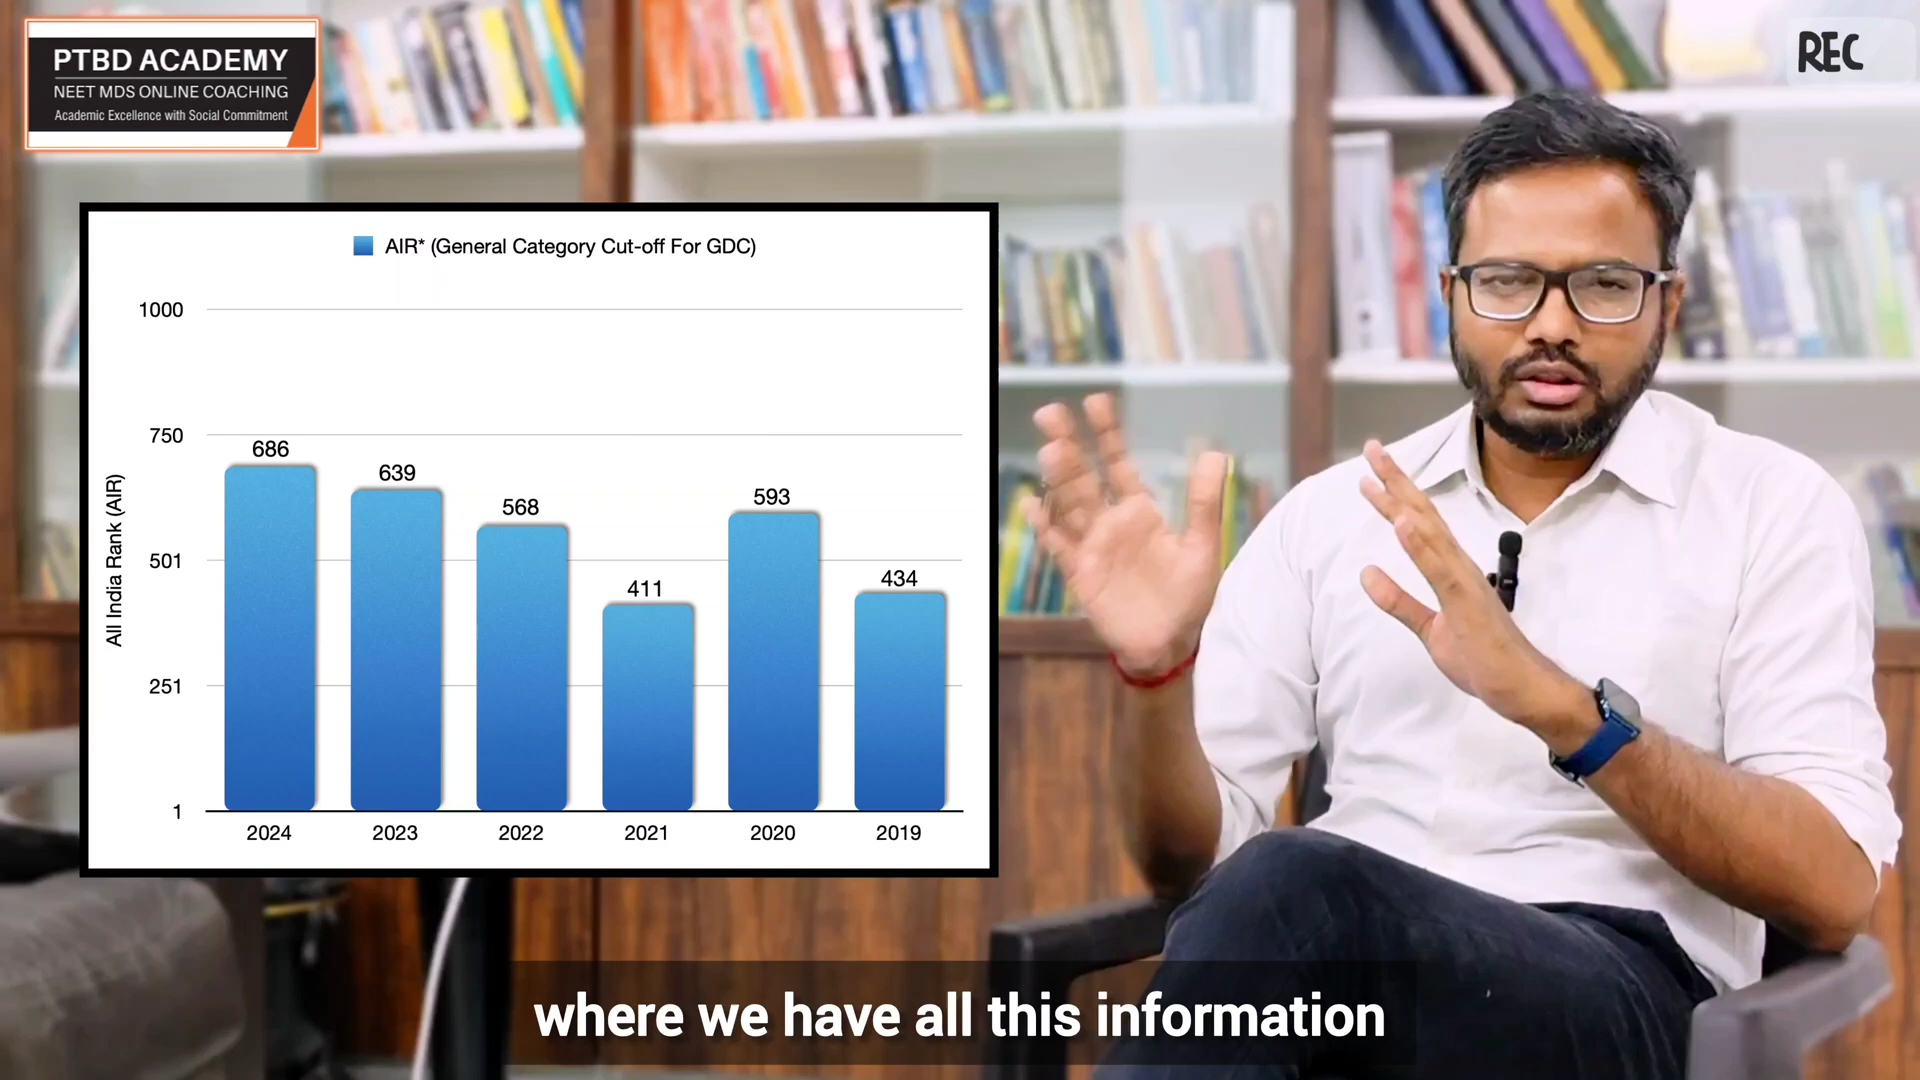 PTBD ACADEMY
NEET MDS ONLINE COACHING
Academic Excellence with Social Commitment
REC
AIR* (General Category Cut-off For GDC)
1000
750
501
251
1
All India Rank (AIR)
686
639
568
411
593
434
2024
2023
2022
2021
2020
2019
where we have all this information